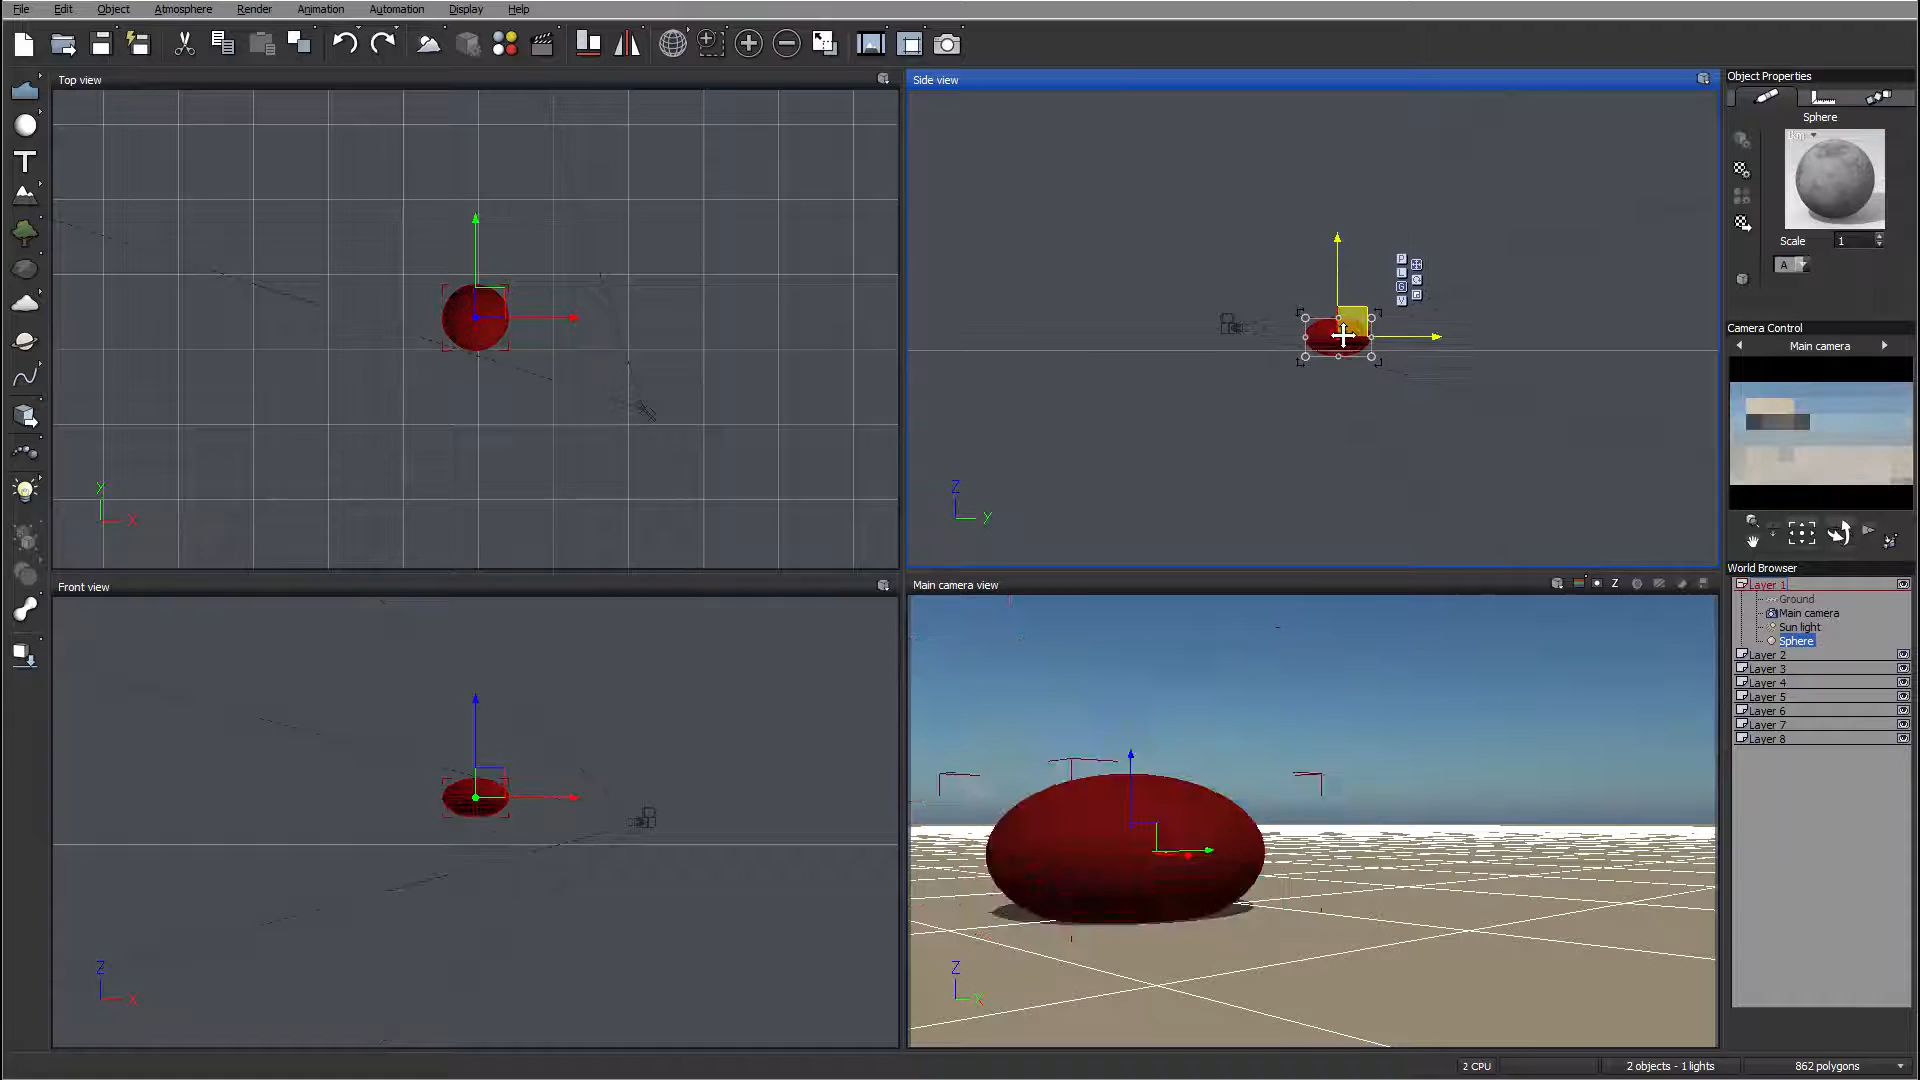 File Edit Object Atmosphere Render Animation Automation Display Help
Top view
Side view
Object Properties
Sphere
Scale 1
A
P
L
G
V
Y
X
Z
Y
Camera Control
Main camera
World Browser
Front view
Main camera view
Z
Layer 1
Ground
Main camera
Sun light
Sphere
Layer 2
Layer 3
Layer 4
Layer 5
Layer 6
Layer 7
Layer 8
Z
X
Z
2 CPU
2 objects - 1 lights
862 polygons